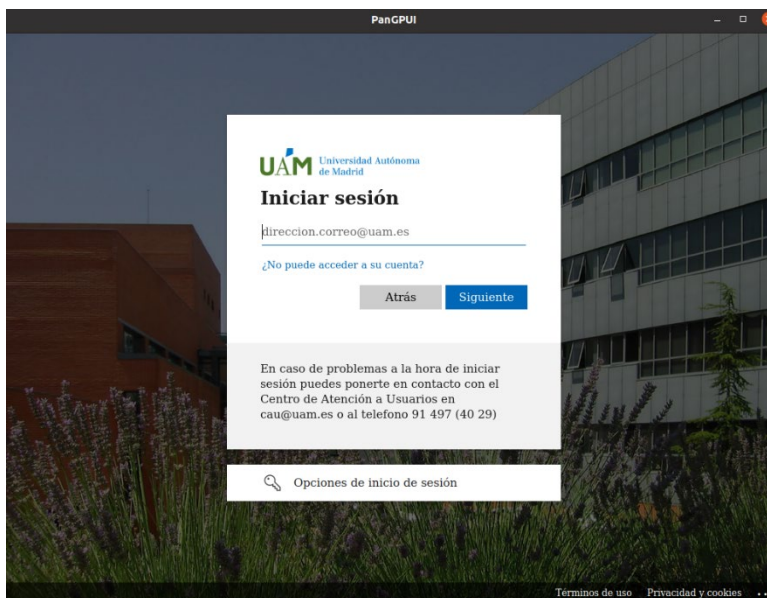 PanGPUI
UAM Universidad Autónoma
de Madrid
Iniciar sesión
direccion.correo@uam.es
¿No puede acceder a su cuenta?
Atrás Siguiente
En caso de problemas a la hora de iniciar
sesión puedes ponerte en contacto con el
Centro de Atención a Usuarios en
cau@uam.es o al telefono 91 497 (40 29)
Opciones de inicio de sesión
Términos de uso Privacidad y cookies ...